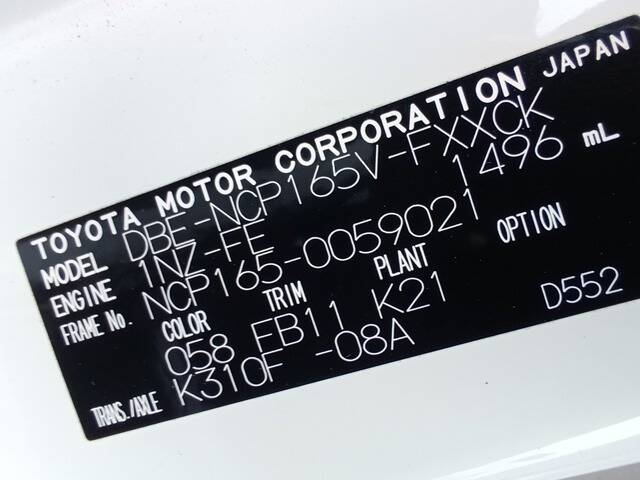 TOYOTA MOTOR CORPORATION JAPAN
MODEL DBE-NCP165V-FXXCK
ENGINE 1NZ-FE 1496 mL
FRAME No. NCP165-0059021
COLOR TRIM PLANT OPTION
058 FB11 K21
TRANS./AXLE K310F -08A D552